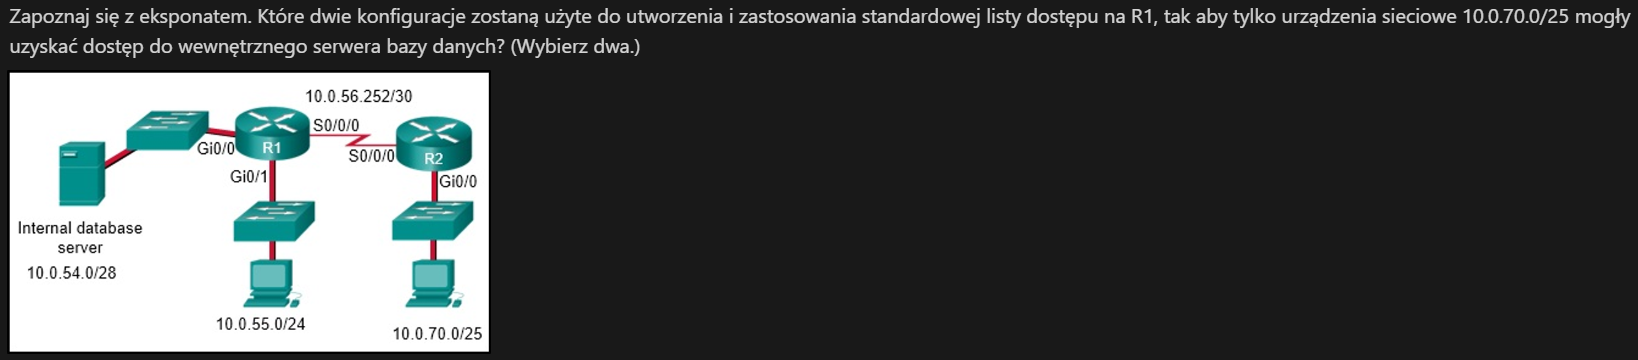 Zapoznaj się z eksponatem. Które dwie konfiguracje zostaną użyte do utworzenia i zastosowania standardowej listy dostępu na R1, tak aby tylko urządzenia sieciowe 10.0.70.0/25 mogły
uzyskać dostęp do wewnętrznego serwera bazy danych? (Wybierz dwa.)
10.0.56.252/30
S0/0/0
Gi0/0
R1
S0/0/0
R2
Gi0/1
Gi0/0
Internal database
server
10.0.54.0/28
10.0.55.0/24
10.0.70.0/25